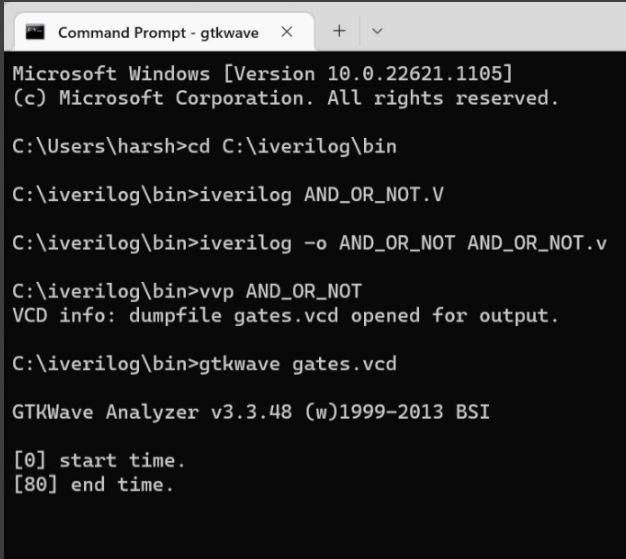 Command Prompt - gtkwave
Microsoft Windows [Version 10.0.22621.1105]
(c) Microsoft Corporation. All rights reserved.
C:\Users\harsh>cd C:\iverilog\bin
C:\iverilog\bin>iverilog AND_OR_NOT.V
C:\iverilog\bin>iverilog -o AND_OR_NOT AND_OR_NOT.v
C:\iverilog\bin>vvp AND_OR_NOT
VCD info: dumpfile gates.vcd opened for output.
C:\iverilog\bin>gtkwave gates.vcd
GTKWave Analyzer v3.3.48 (w)1999-2013 BSI
[0] start time.
[80] end time.